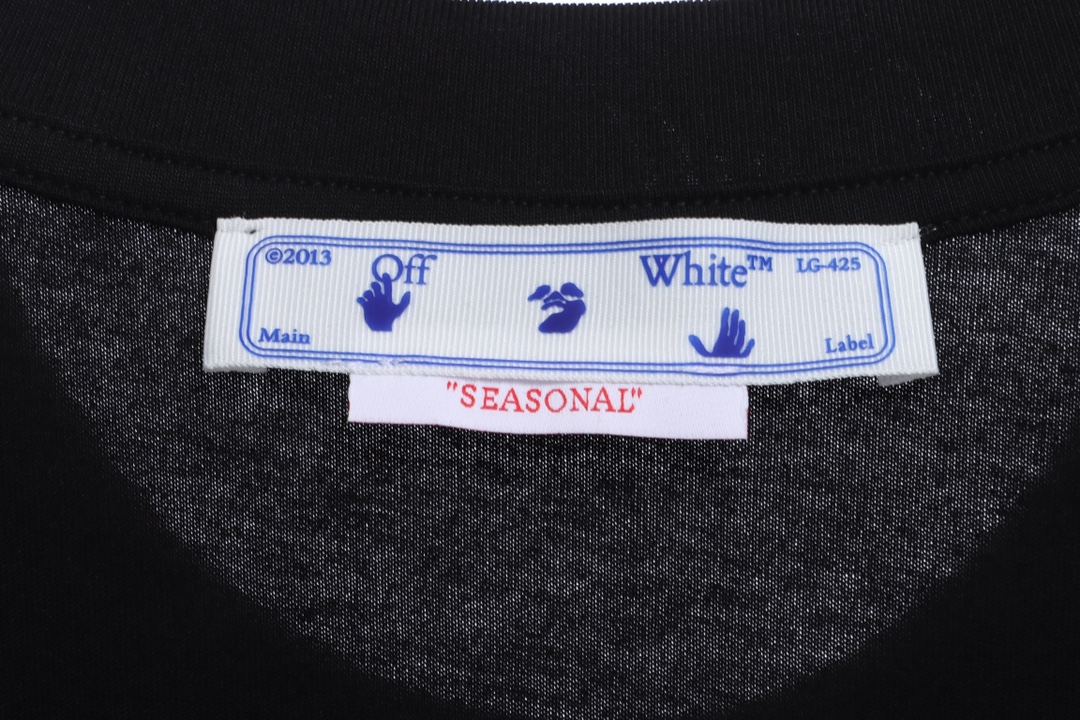 ©2013 Off White™ LG-425
Main Label
"SEASONAL"